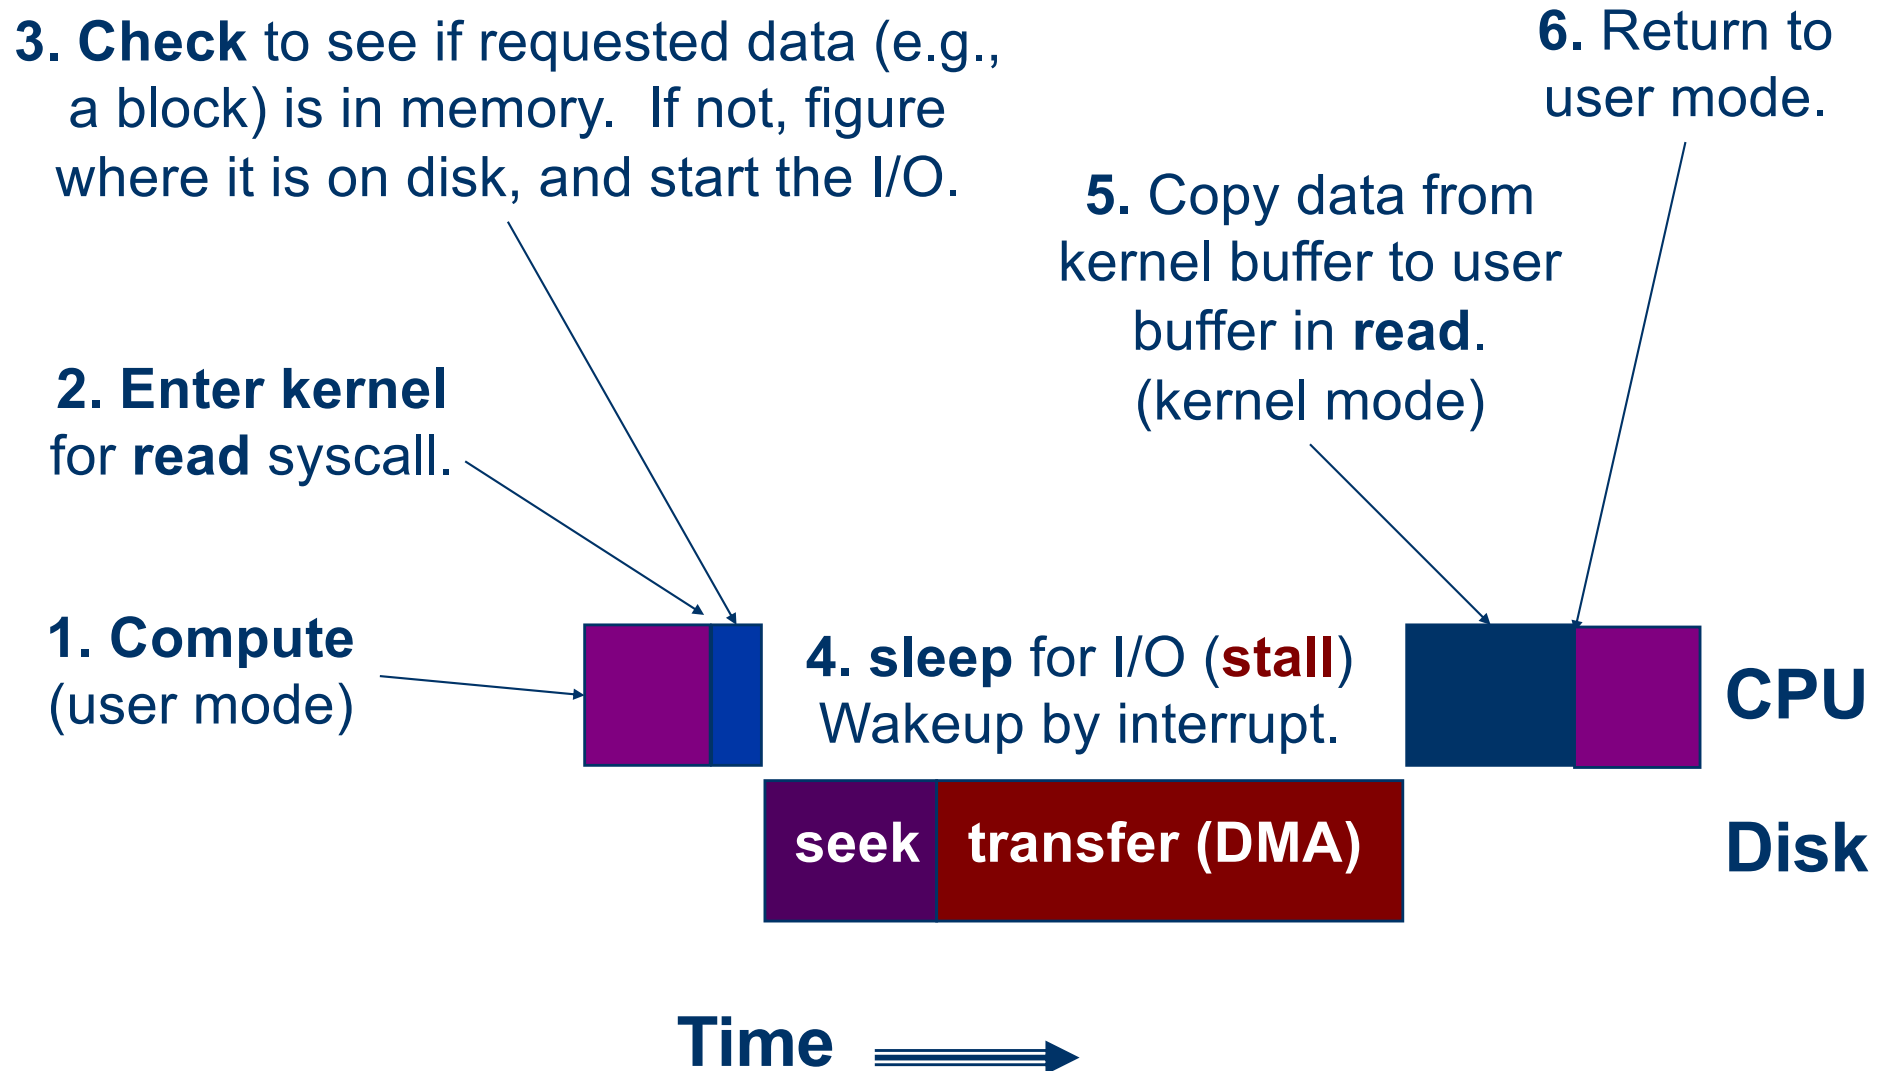 3. Check to see if requested data (e.g.,
a block) is in memory. If not, figure
where it is on disk, and start the I/O.
6. Return to
user mode.
5. Copy data from
kernel buffer to user
buffer in read.
(kernel mode)
2. Enter kernel
for read syscall.
1. Compute
(user mode)
4. sleep for I/O (stall)
Wakeup by interrupt.
CPU
seek
transfer (DMA)
Disk
Time